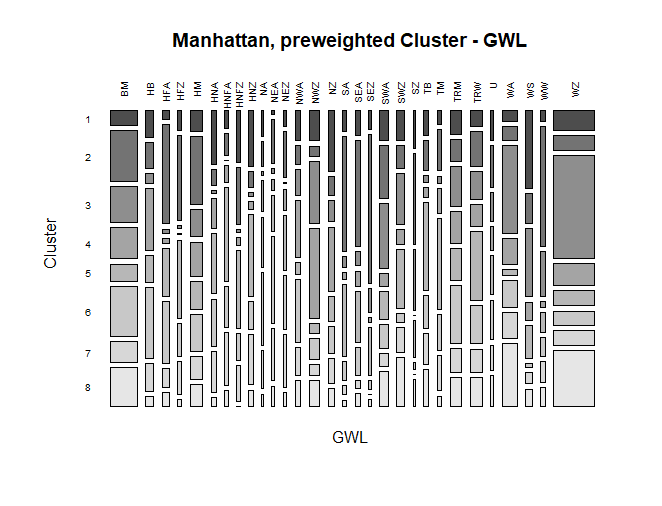 Manhattan, preweighted Cluster - GWL
BM HB HFA HFZ HM HNA HNFA HNFZ HNZ NA NEA NEZ NWA NWZ NZ SA SEA SEZ SWA SWZ SZ TB TM TRM TRW U WA WS WW WZ
Cluster
1
2
3
4
5
6
7
8
GWL